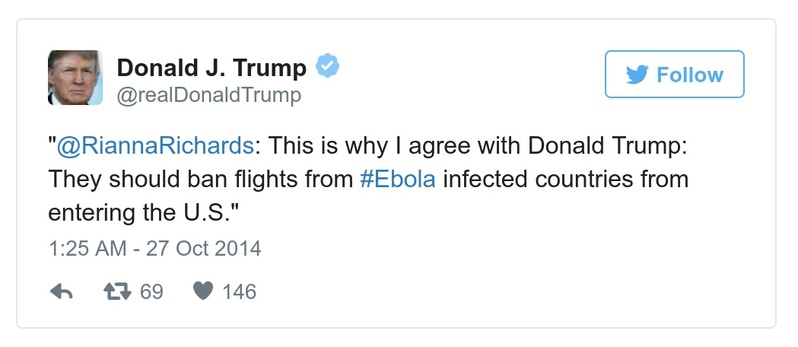 Donald J. Trump
@realDonaldTrump
Follow
"@RiannaRichards: This is why I agree with Donald Trump:
They should ban flights from #Ebola infected countries from
entering the U.S."
1:25 AM - 27 Oct 2014
69 146